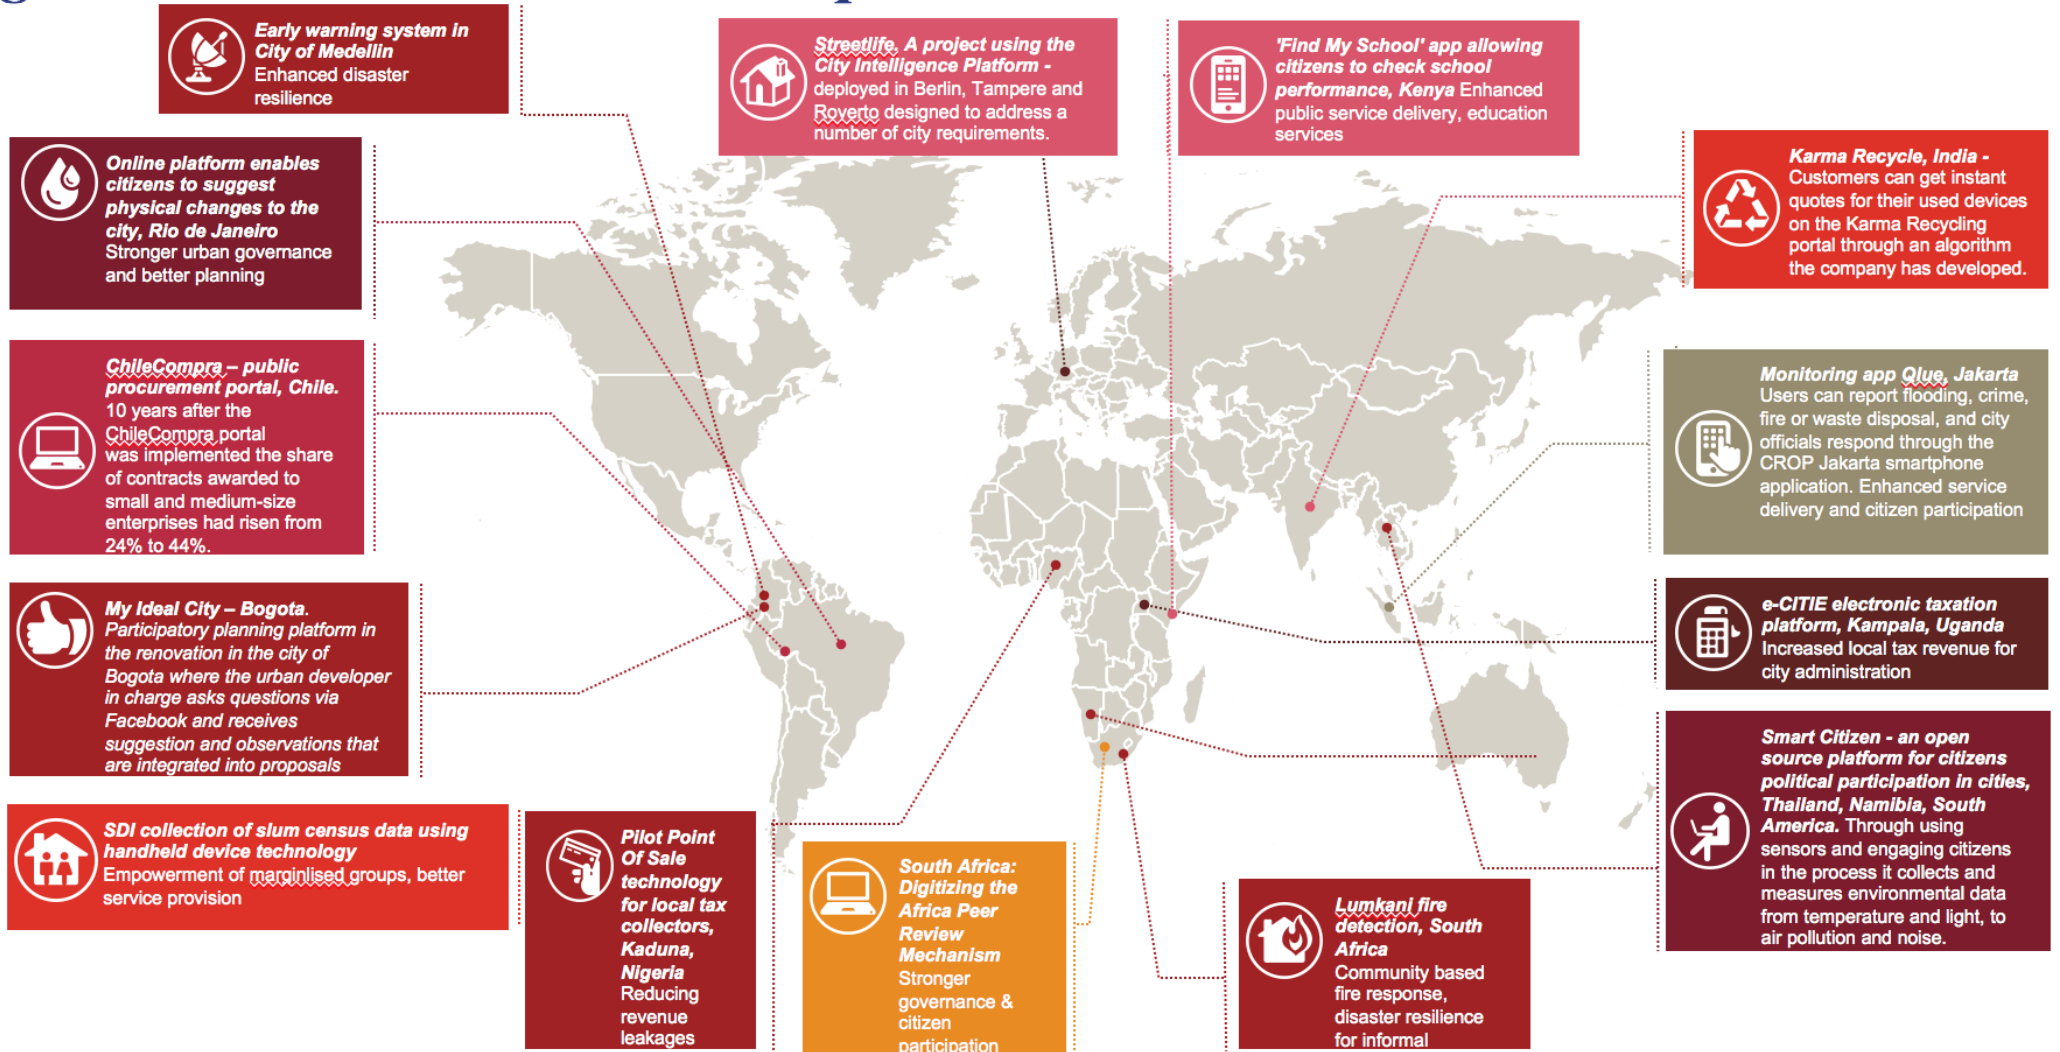 Early warning system in
City of Medellin
Enhanced disaster
resilience
Streetlife. A project using the
City Intelligence Platform -
deployed in Berlin, Tampere and
Roverto designed to address a
number of city requirements.
'Find My School' app allowing
citizens to check school
performance, Kenya Enhanced
public service delivery, education
services
Online platform enables
citizens to suggest
physical changes to the
city, Rio de Janeiro
Stronger urban governance
and better planning
Karma Recycle, India -
Customers can get instant
quotes for their used devices
on the Karma Recycling
portal through an algorithm
the company has developed.
ChileCompra – public
procurement portal, Chile.
10 years after the
ChileCompra portal
was implemented the share
of contracts awarded to
small and medium-size
enterprises had risen from
24% to 44%.
Monitoring app Qlue, Jakarta
Users can report flooding, crime,
fire or waste disposal, and city
officials respond through the
CROP Jakarta smartphone
application. Enhanced service
delivery and citizen participation
My Ideal City – Bogota.
Participatory planning platform in
the renovation in the city of
Bogota where the urban developer
in charge asks questions via
Facebook and receives
suggestion and observations that
are integrated into proposals
e-CITIE electronic taxation
platform, Kampala, Uganda
Increased local tax revenue for
city administration
Smart Citizen - an open
source platform for citizens
political participation in cities,
Thailand, Namibia, South
America. Through using
sensors and engaging citizens
in the process it collects and
measures environmental data
from temperature and light, to
air pollution and noise.
SDI collection of slum census data using
handheld device technology
Empowerment of marginlised groups, better
service provision
Pilot Point
Of Sale
technology
for local tax
collectors,
Kaduna,
Nigeria
Reducing
revenue
leakages
South Africa:
Digitizing the
Africa Peer
Review
Mechanism
Stronger
governance &
citizen
participation
Lumkani fire
detection, South
Africa
Community based
fire response,
disaster resilience
for informal